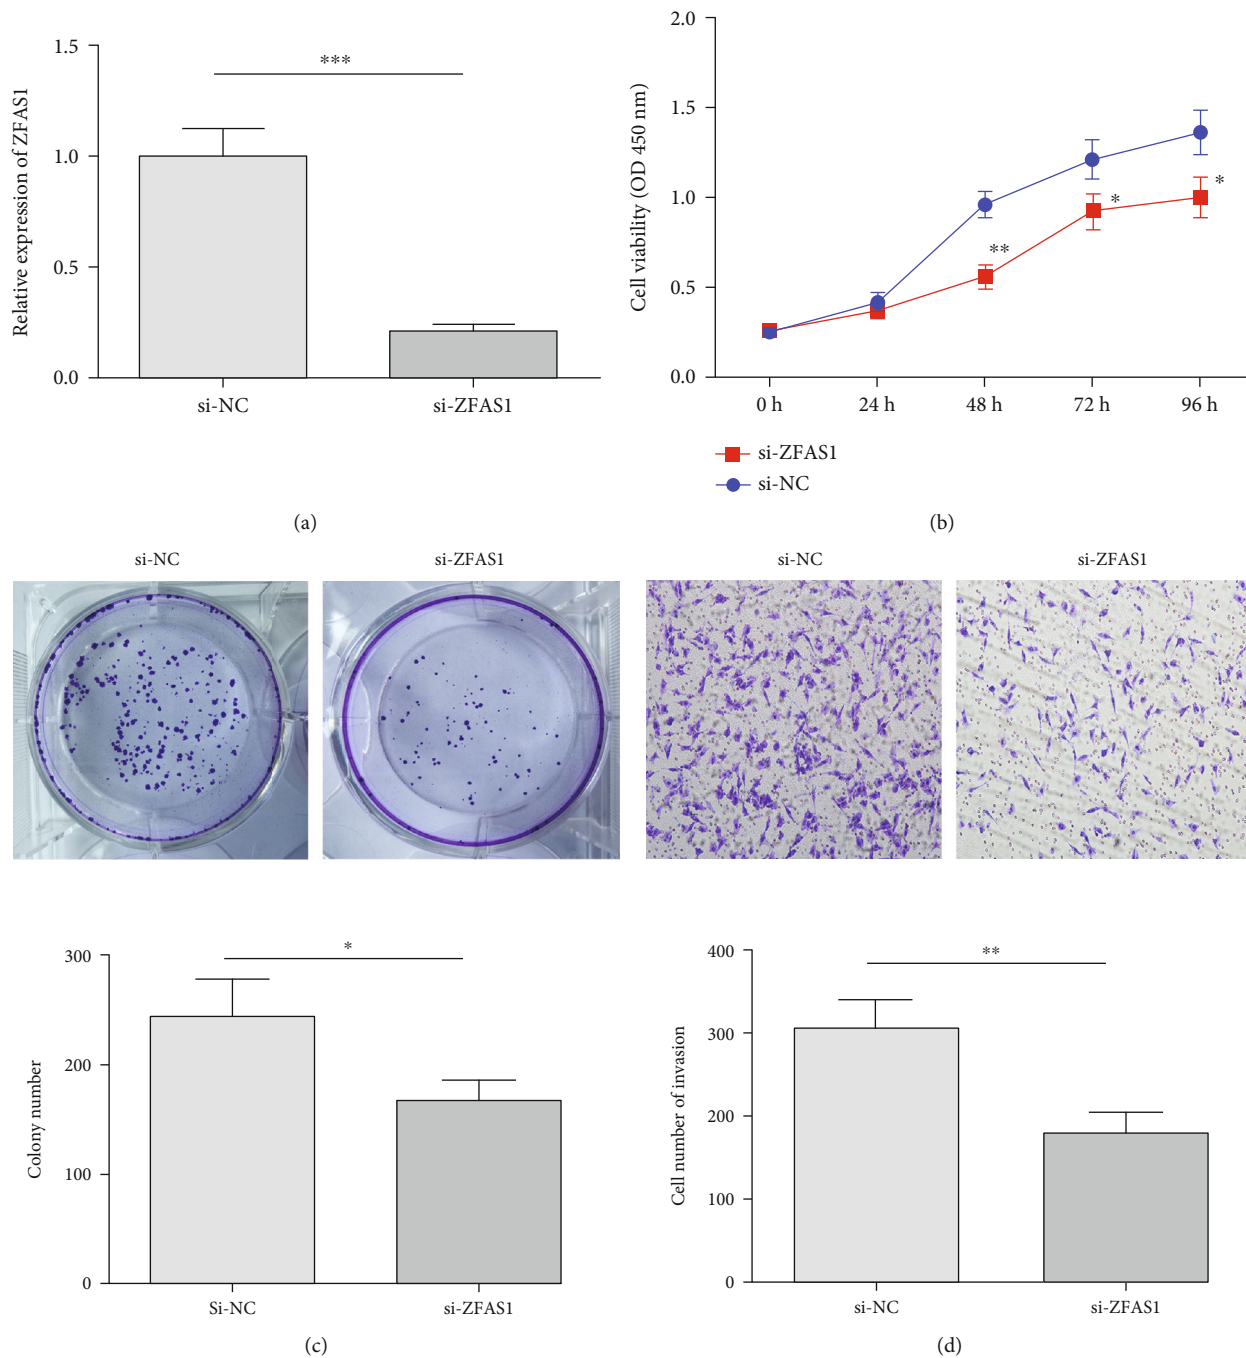 Relative expression of ZFAS1
1.5
1.0
0.5
0.0
***
si-NC
si-ZFAS1
(a)
Cell viability (OD 450 nm)
2.0
1.5
1.0
0.5
0.0
**
*
*
0 h
24 h
48 h
72 h
96 h
si-ZFAS1
si-NC
(b)
si-NC
si-ZFAS1
Colony number
300
200
100
0
*
Si-NC
si-ZFAS1
(c)
si-NC
si-ZFAS1
Cell number of invasion
400
300
200
100
0
**
si-NC
si-ZFAS1
(d)